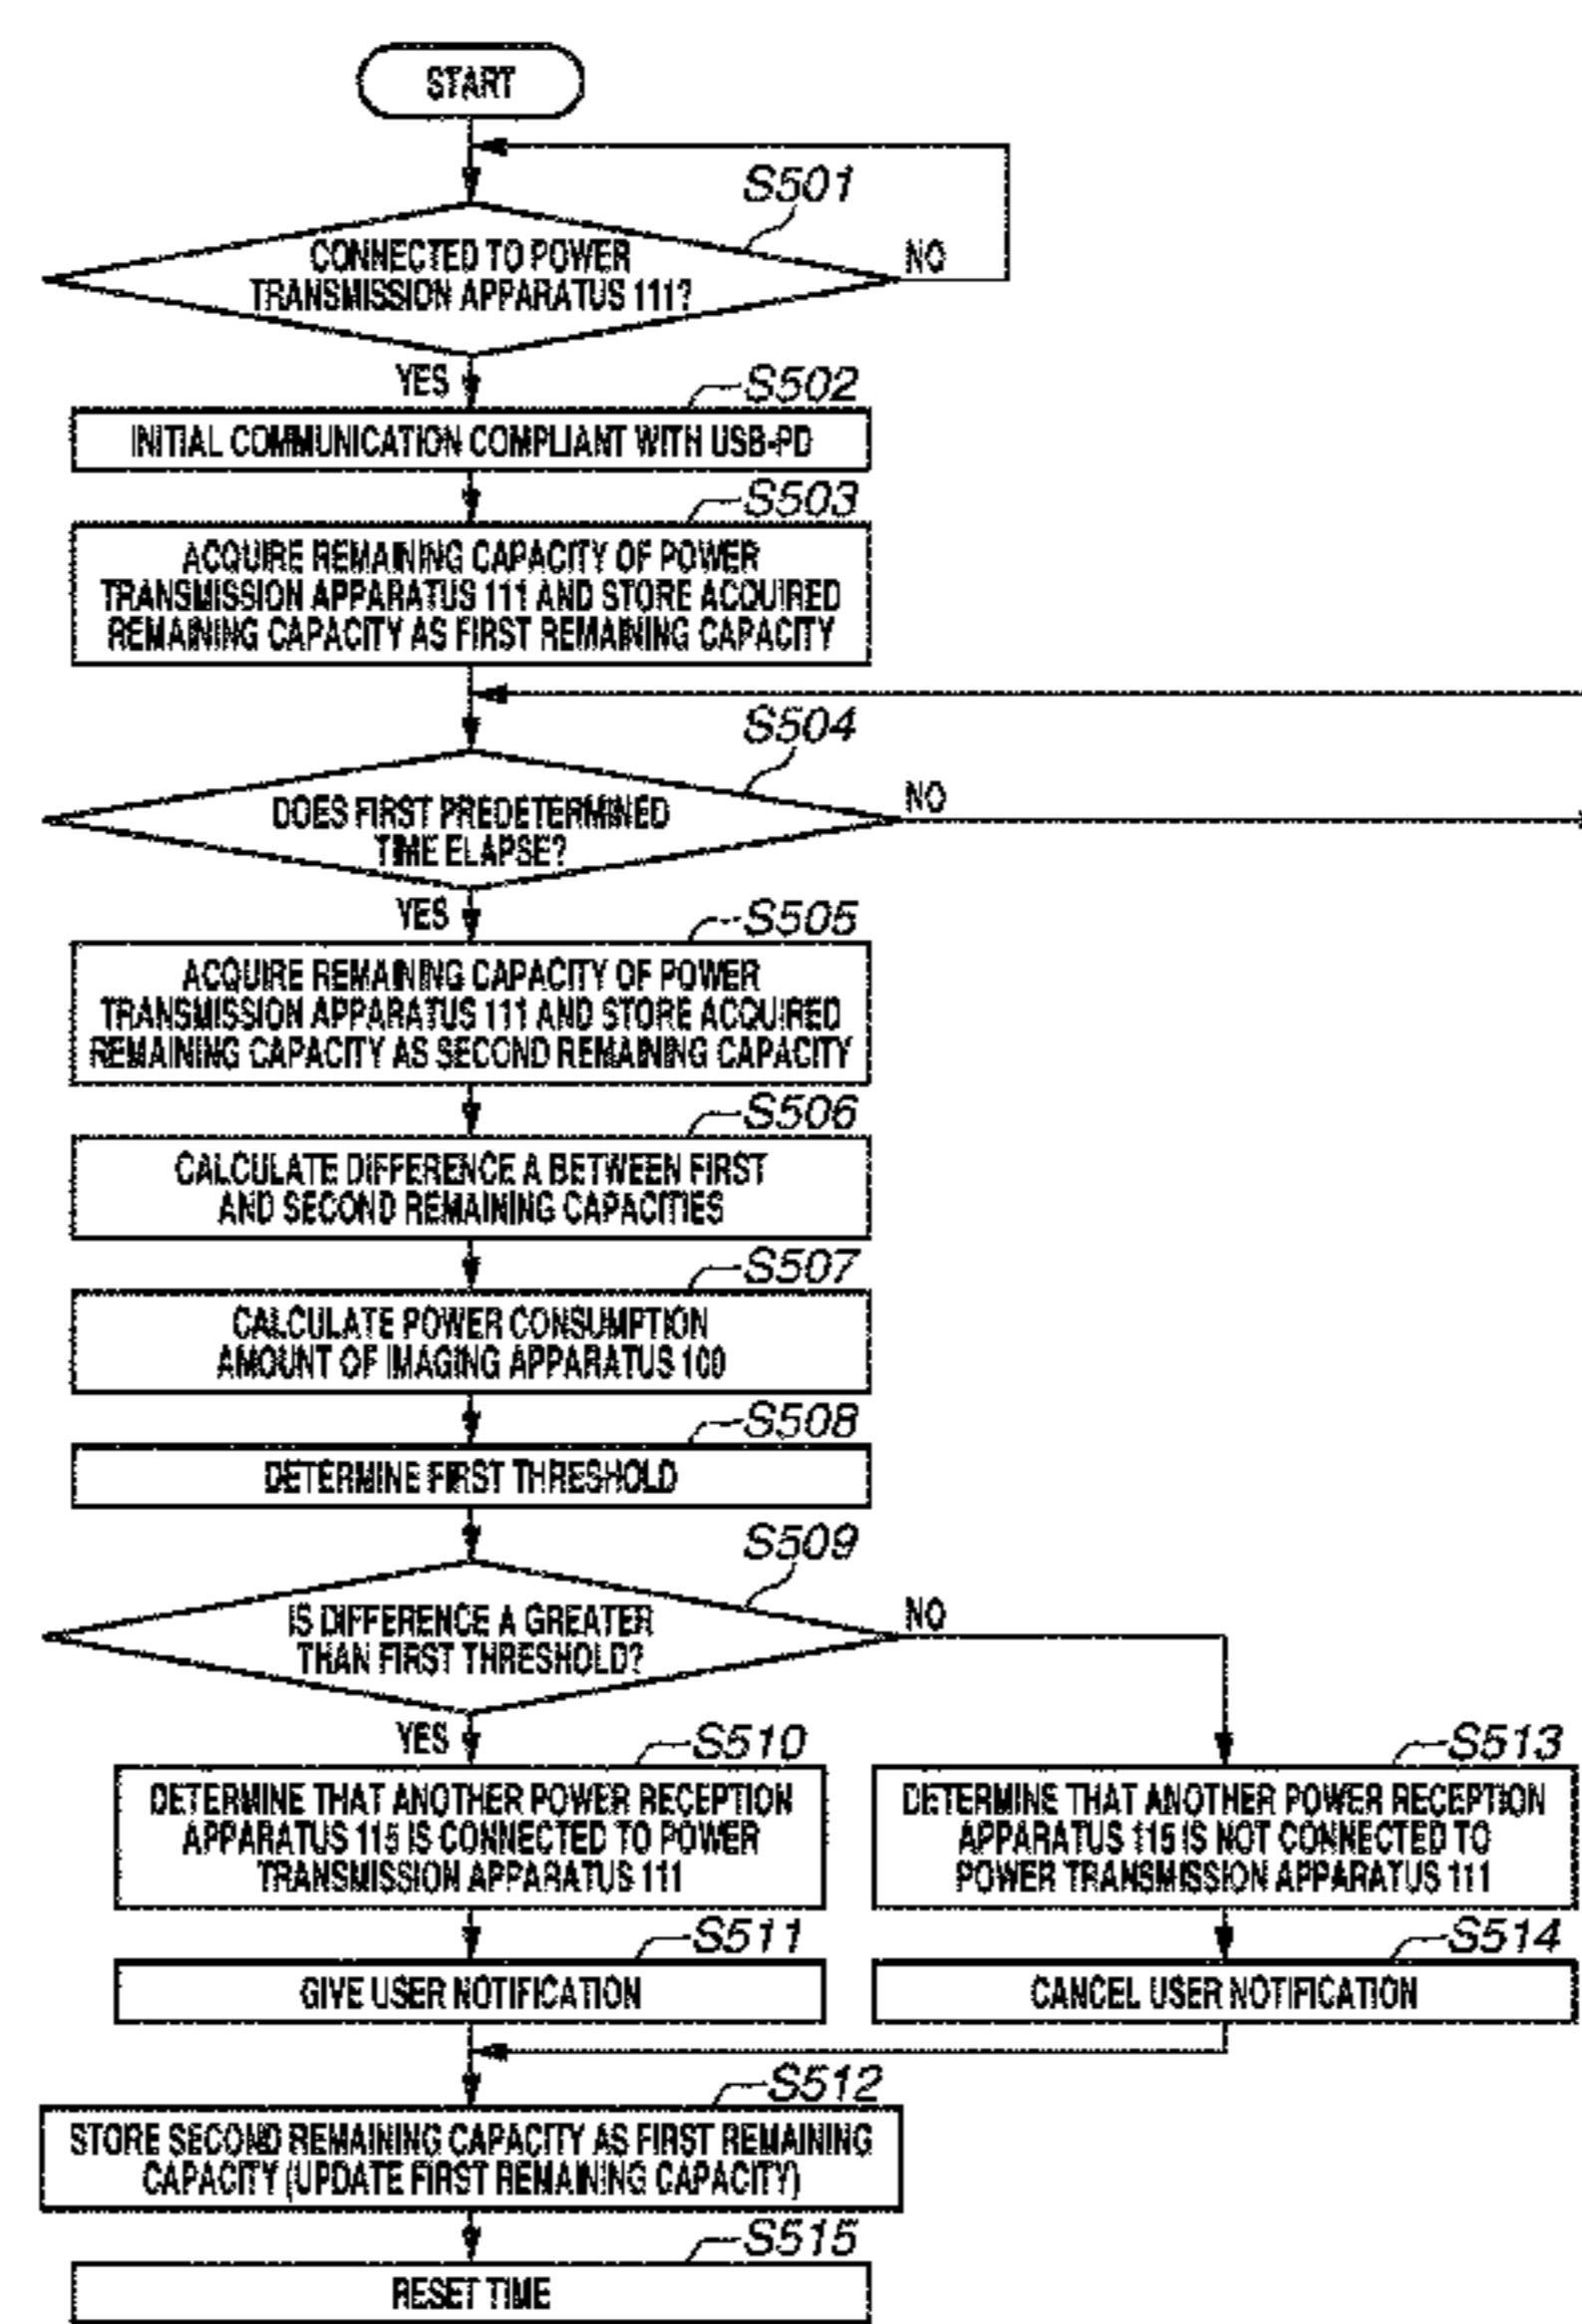 START
S501
CONNECTED TO POWER
TRANSMISSION APPARATUS 111?
NO
YES
S502
INITIAL COMMUNICATION COMPLIANT WITH USB-PD
S503
ACQUIRE REMAINING CAPACITY OF POWER
TRANSMISSION APPARATUS 111 AND STORE ACQUIRED
REMAINING CAPACITY AS FIRST REMAINING CAPACITY
S504
DOES FIRST PREDETERMINED
TIME ELAPSE?
NO
YES
S505
ACQUIRE REMAINING CAPACITY OF POWER
TRANSMISSION APPARATUS 111 AND STORE ACQUIRED
REMAINING CAPACITY AS SECOND REMAINING CAPACITY
S506
CALCULATE DIFFERENCE A BETWEEN FIRST
AND SECOND REMAINING CAPACITIES
S507
CALCULATE POWER CONSUMPTION
AMOUNT OF IMAGING APPARATUS 100
S508
DETERMINE FIRST THRESHOLD
S509
IS DIFFERENCE A GREATER
THAN FIRST THRESHOLD?
NO
YES
S510
DETERMINE THAT ANOTHER POWER RECEPTION
APPARATUS 115 IS CONNECTED TO POWER
TRANSMISSION APPARATUS 111
S513
DETERMINE THAT ANOTHER POWER RECEPTION
APPARATUS 115 IS NOT CONNECTED TO
POWER TRANSMISSION APPARATUS 111
S511
GIVE USER NOTIFICATION
S514
CANCEL USER NOTIFICATION
S512
STORE SECOND REMAINING CAPACITY AS FIRST REMAINING
CAPACITY (UPDATE FIRST REMAINING CAPACITY)
S515
RESET TIME